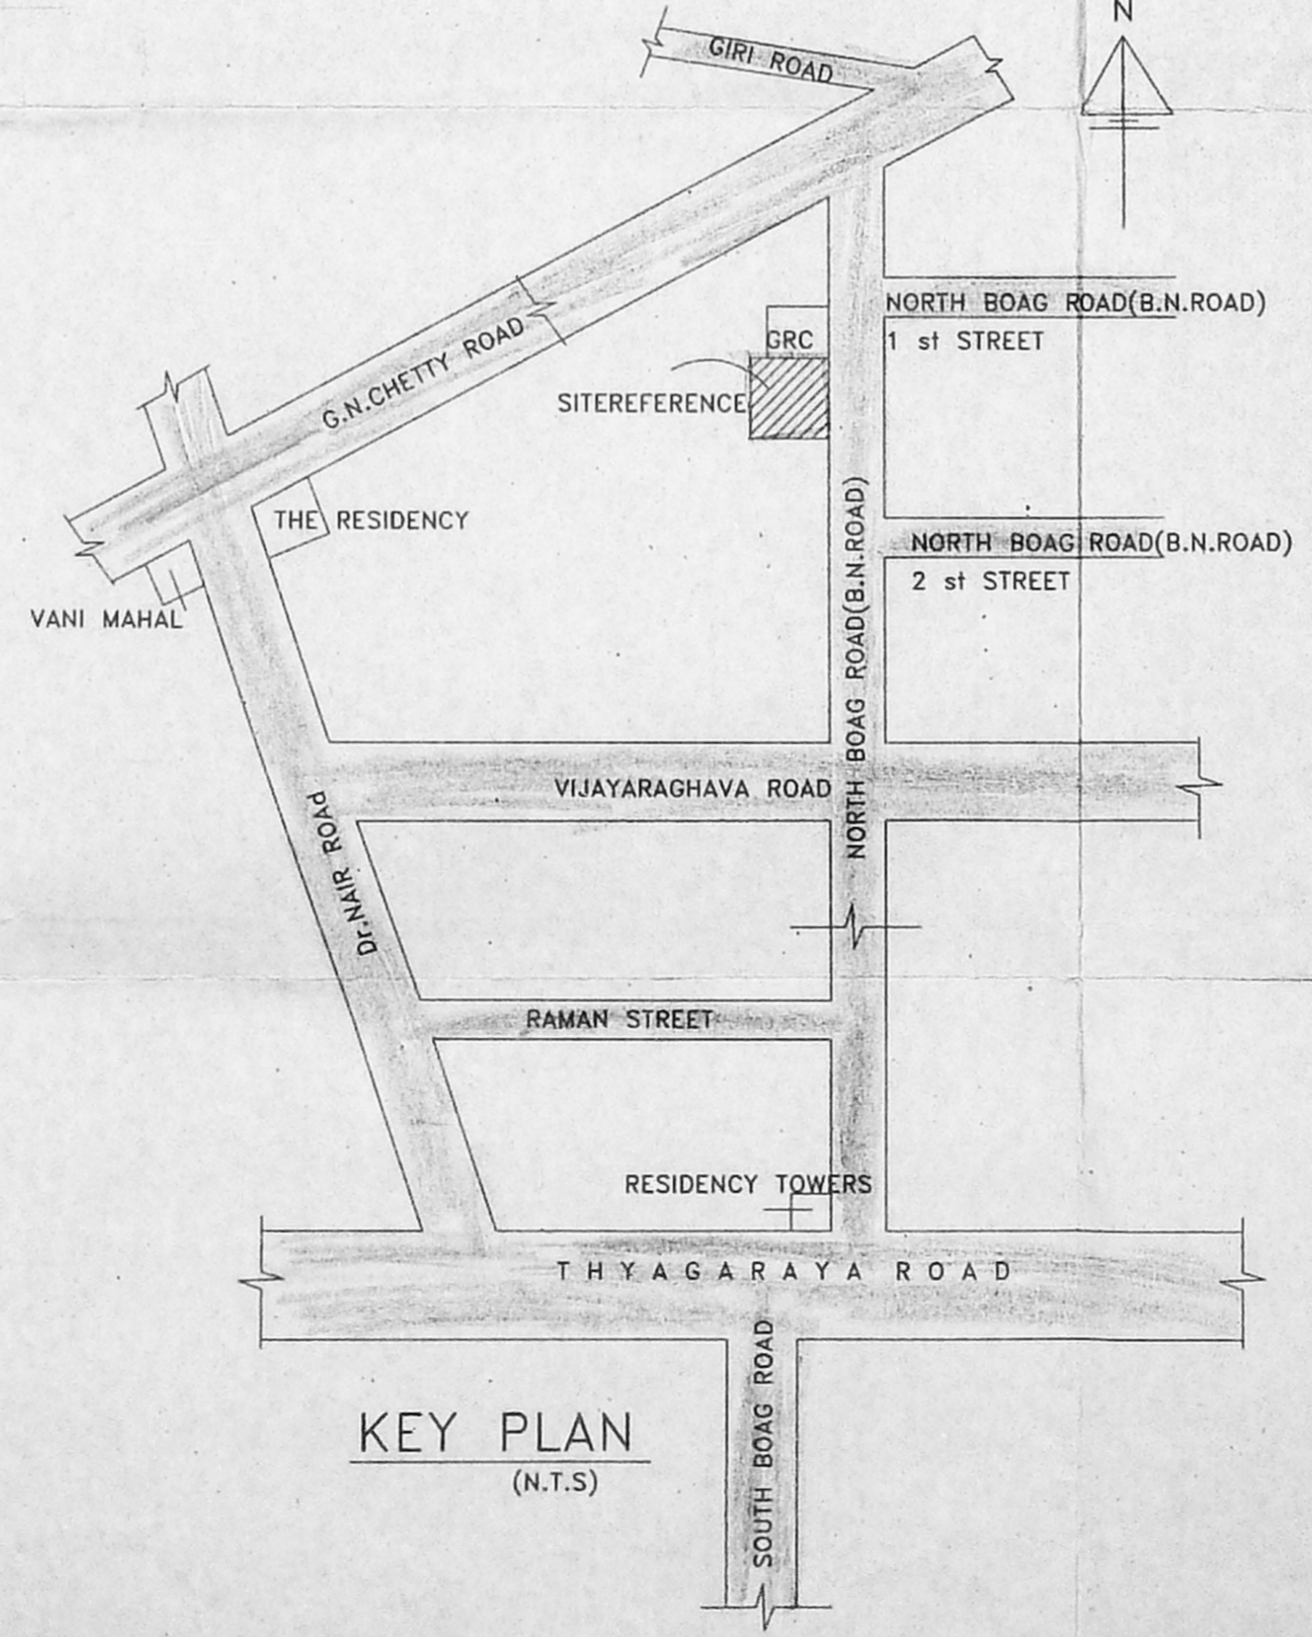 N
GIRI ROAD
NORTH BOAG ROAD(B.N.ROAD)
1 st STREET
GRC
G.N.CHETTY ROAD
SITEREFERENCE
THE RESIDENCY
NORTH BOAG ROAD(B.N.ROAD)
2 st STREET
VANI MAHAL
NORTH BOAG ROAD(B.N.ROAD)
VIJAYARAGHAVA ROAD
Dr.NAIR ROAd
RAMAN STREET
RESIDENCY TOWERS
THYAGARAYA ROAD
SOUTH BOAG ROAD
KEY PLAN
(N.T.S)